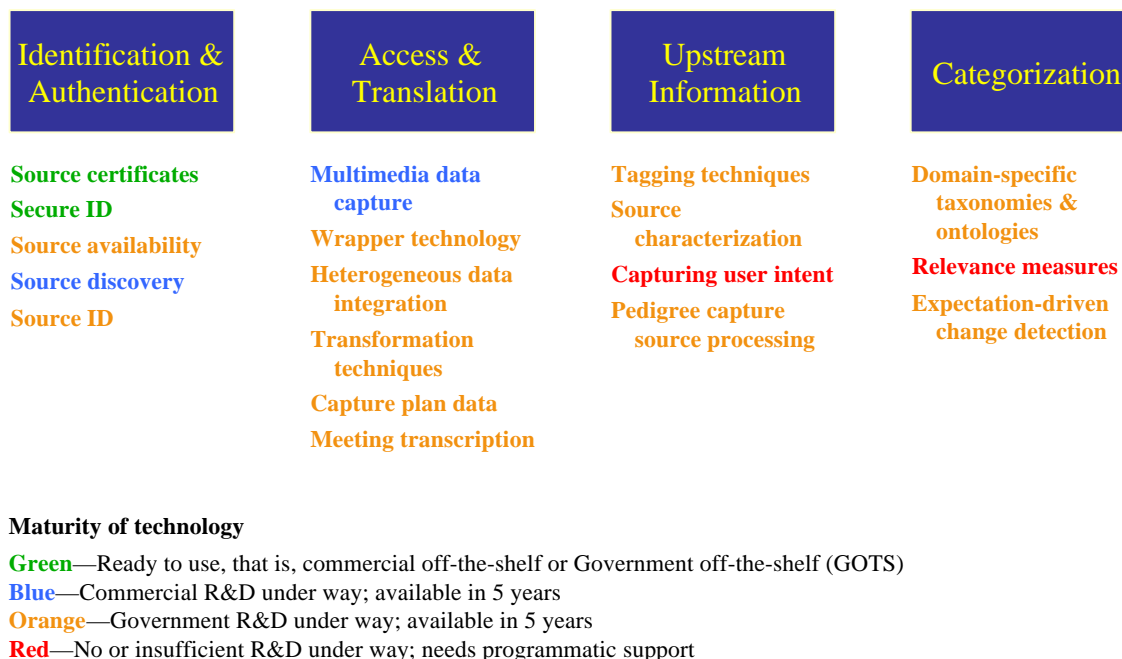 Identification &
Authentication
Source certificates
Secure ID
Source availability
Source discovery
Source ID
Access &
Translation
Multimedia data
capture
Wrapper technology
Heterogeneous data
integration
Transformation
techniques
Capture plan data
Meeting transcription
Upstream
Information
Tagging techniques
Source
characterization
Capturing user intent
Pedigree capture
source processing
Categorization
Domain-specific
taxonomies &
ontologies
Relevance measures
Expectation-driven
change detection
Maturity of technology
Green—Ready to use, that is, commercial off-the-shelf or Government off-the-shelf (GOTS)
Blue—Commercial R&D under way; available in 5 years
Orange—Government R&D under way; available in 5 years
Red—No or insufficient R&D under way; needs programmatic support